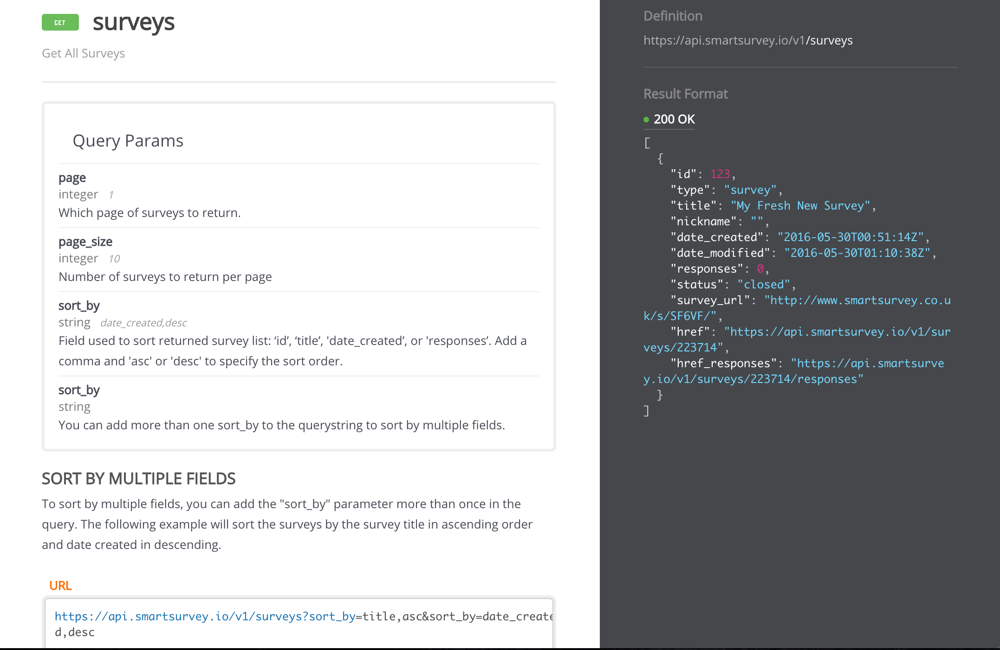 GET surveys
Get All Surveys
Query Params
page
integer 1
Which page of surveys to return.
page_size
integer 10
Number of surveys to return per page
sort_by
string date_created,desc
Field used to sort returned survey list: ‘id’, ‘title’, 'date_created’, or 'responses’. Add a
comma and 'asc' or 'desc' to specify the sort order.
sort_by
string
You can add more than one sort_by to the querystring to sort by multiple fields.
SORT BY MULTIPLE FIELDS
To sort by multiple fields, you can add the "sort_by" parameter more than once in the
query. The following example will sort the surveys by the survey title in ascending order
and date created in descending.
URL
https://api.smartsurvey.io/v1/surveys?sort_by=title,asc&sort_by=date_create
d,desc
Definition
https://api.smartsurvey.io/v1/surveys
Result Format
200 OK
[
  {
    "id": 123,
    "type": "survey",
    "title": "My Fresh New Survey",
    "nickname": "",
    "date_created": "2016-05-30T00:51:14Z",
    "date_modified": "2016-05-30T01:10:38Z",
    "responses": 0,
    "status": "closed",
    "survey_url": "http://www.smartsurvey.co.u
k/s/SF6VF/",
    "href": "https://api.smartsurvey.io/v1/sur
veys/223714",
    "href_responses": "https://api.smartsurve
y.io/v1/surveys/223714/responses"
  }
]